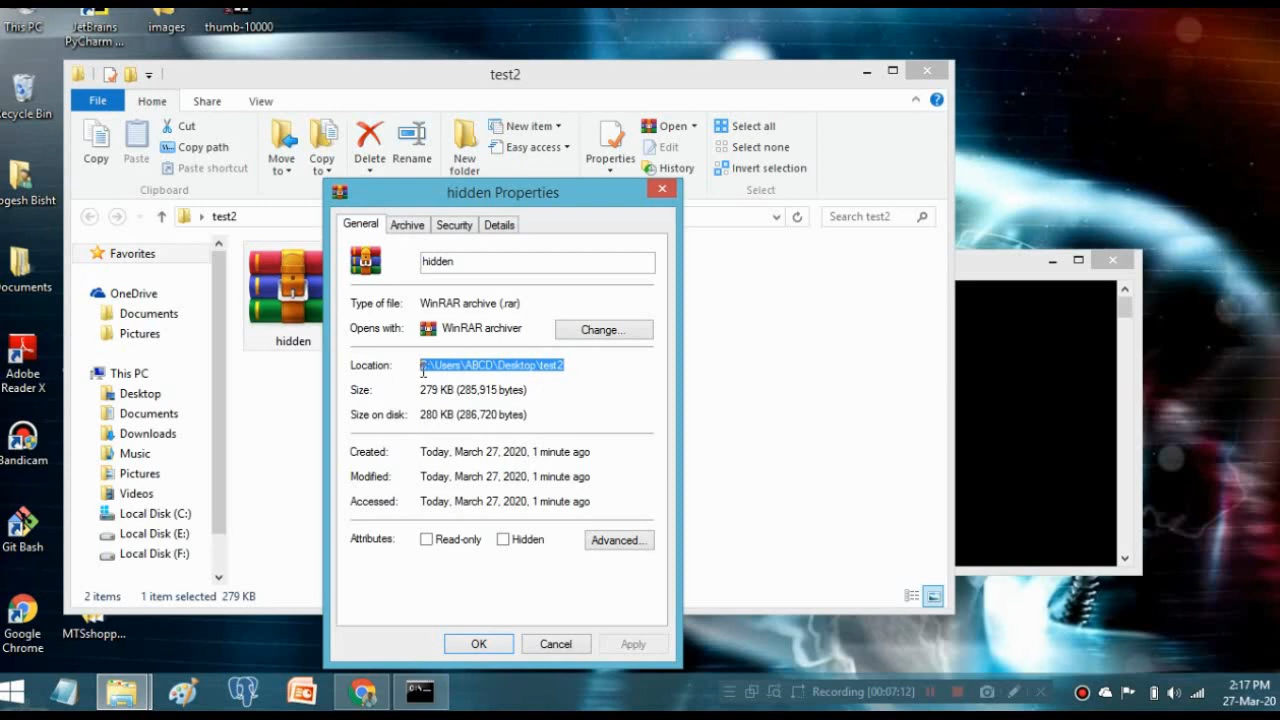 This PC
JetBrains
PyCharm ...
images
thumb-10000
Recycle Bin
ogesh Bisht
Documents
Adobe
Reader X
Bandicam
Git Bash
Google
Chrome
MTSshopp...
test2
File Home Share View
Copy
Paste
Cut
Copy path
Paste shortcut
Clipboard
Move
to
Copy
to
Delete
Rename
New
folder
New item
Easy access
Properties
Open
Edit
History
Select all
Select none
Invert selection
Select
test2
Search test2
Favorites
OneDrive
Documents
Pictures
This PC
Desktop
Documents
Downloads
Music
Pictures
Videos
Local Disk (C:)
Local Disk (E:)
Local Disk (F:)
hidden
2 items 1 item selected 279 KB
hidden Properties
General Archive Security Details
hidden
Type of file: WinRAR archive (.rar)
Opens with: WinRAR archiver Change...
Location: C:\Users\ABCD\Desktop\test2
Size: 279 KB (285,915 bytes)
Size on disk: 280 KB (286,720 bytes)
Created: Today, March 27, 2020, 1 minute ago
Modified: Today, March 27, 2020, 1 minute ago
Accessed: Today, March 27, 2020, 1 minute ago
Attributes: Read-only Hidden Advanced...
OK Cancel Apply
Recording [00:07:12]
2:17 PM
27-Mar-20